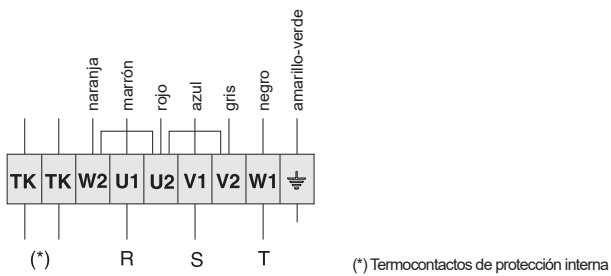 naranja
marrón
rojo
azul
gris
negro
amarillo-verde
TK TK W2 U1 U2 V1 V2 W1
(*) R S T
(*) Termocontactos de protección interna